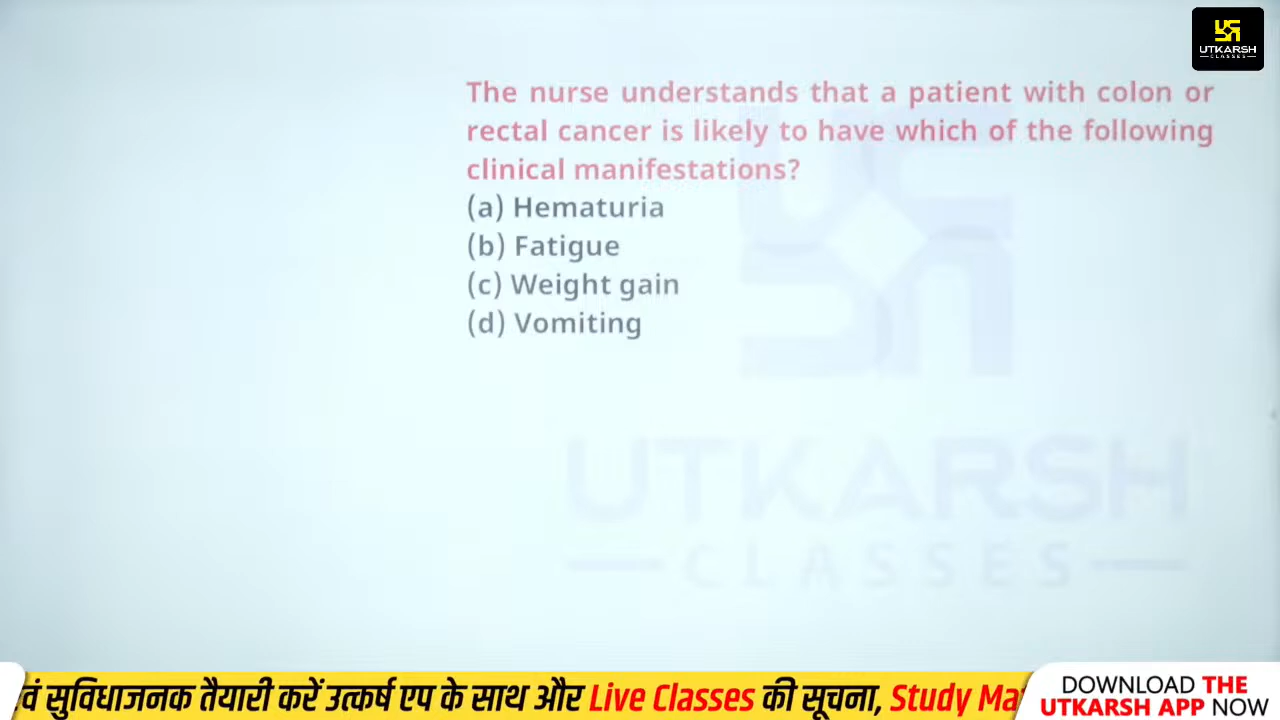 UTKARSH
CLASSES
The nurse understands that a patient with colon or
rectal cancer is likely to have which of the following
clinical manifestations?
(a) Hematuria
(b) Fatigue
(c) Weight gain
(d) Vomiting
UTKARSH
CLASSES
सुविधाजनक तैयारी करें उत्कर्ष एप के साथ और Live Classes की सूचना, Study
DOWNLOAD THE
UTKARSH APP NOW